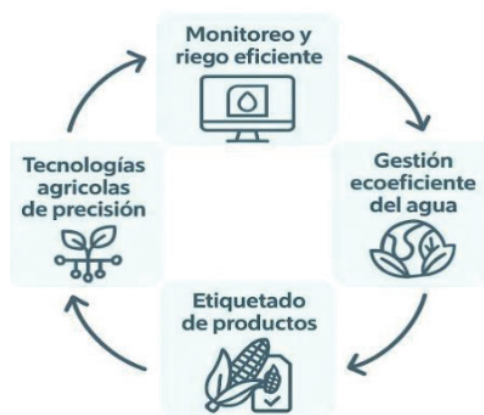 Monitoreo y
riego eficiente
Gestión
ecoeficiente
del agua
Etiquetado
de productos
Tecnologías
agricolas
de precisión